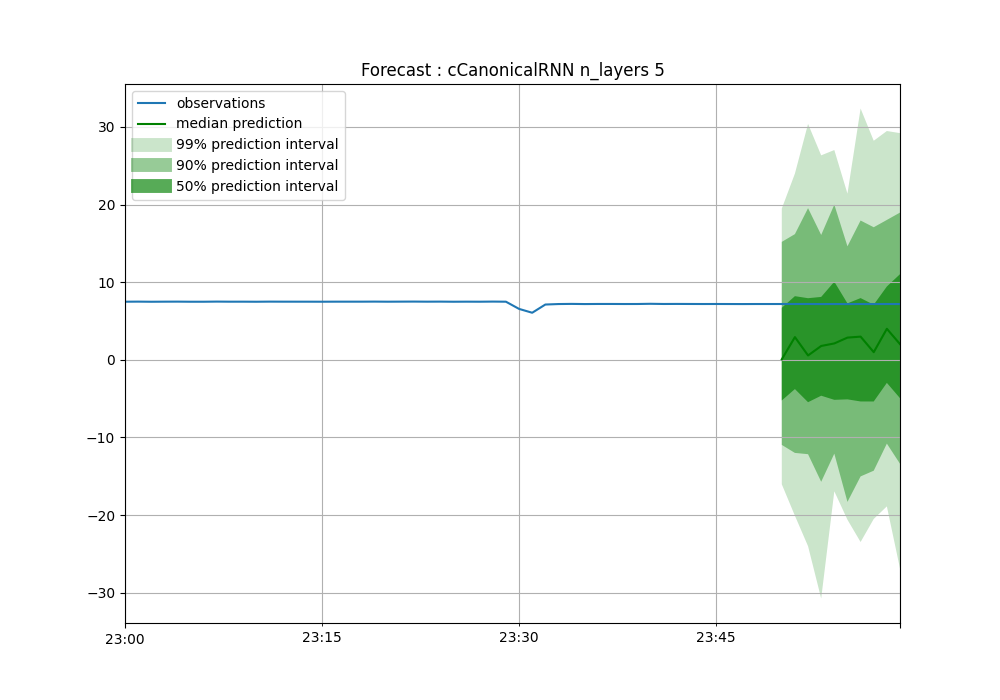 Forecast : cCanonicalRNN n_layers 5
observations
median prediction
99% prediction interval
90% prediction interval
50% prediction interval
30
20
10
0
−10
−20
−30
23:00
23:15
23:30
23:45